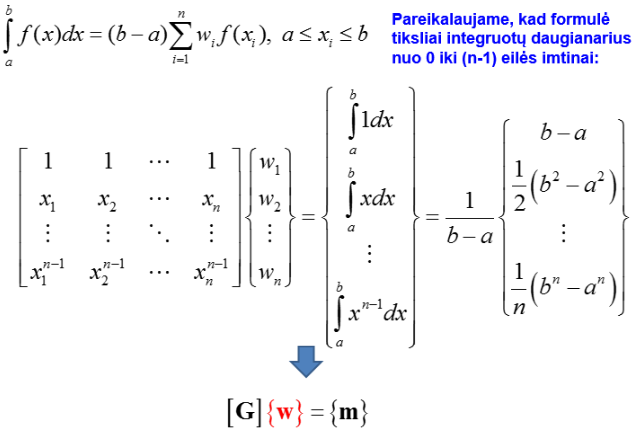 ∫_a^b f(x)dx = (b−a)∑_{i=1}^n w_i f(x_i), a ≤ x_i ≤ b
Pareikalaujame, kad formulė
tiksliai integruotų daugianarius
nuo 0 iki (n-1) eilės imtinai:
[1 1 ⋯ 1; x_1 x_2 ⋯ x_n; ⋮ ⋮ ⋱ ⋮; x_1^{n−1} x_2^{n−1} ⋯ x_n^{n−1}] {w_1; w_2; ⋮; w_n} = {∫_a^b 1dx; ∫_a^b xdx; ⋮; ∫_a^b x^{n−1}dx} = 1/(b−a) {b−a; 1/2(b^2−a^2); ⋮; 1/n(b^n−a^n)}
[G]{w} = {m}